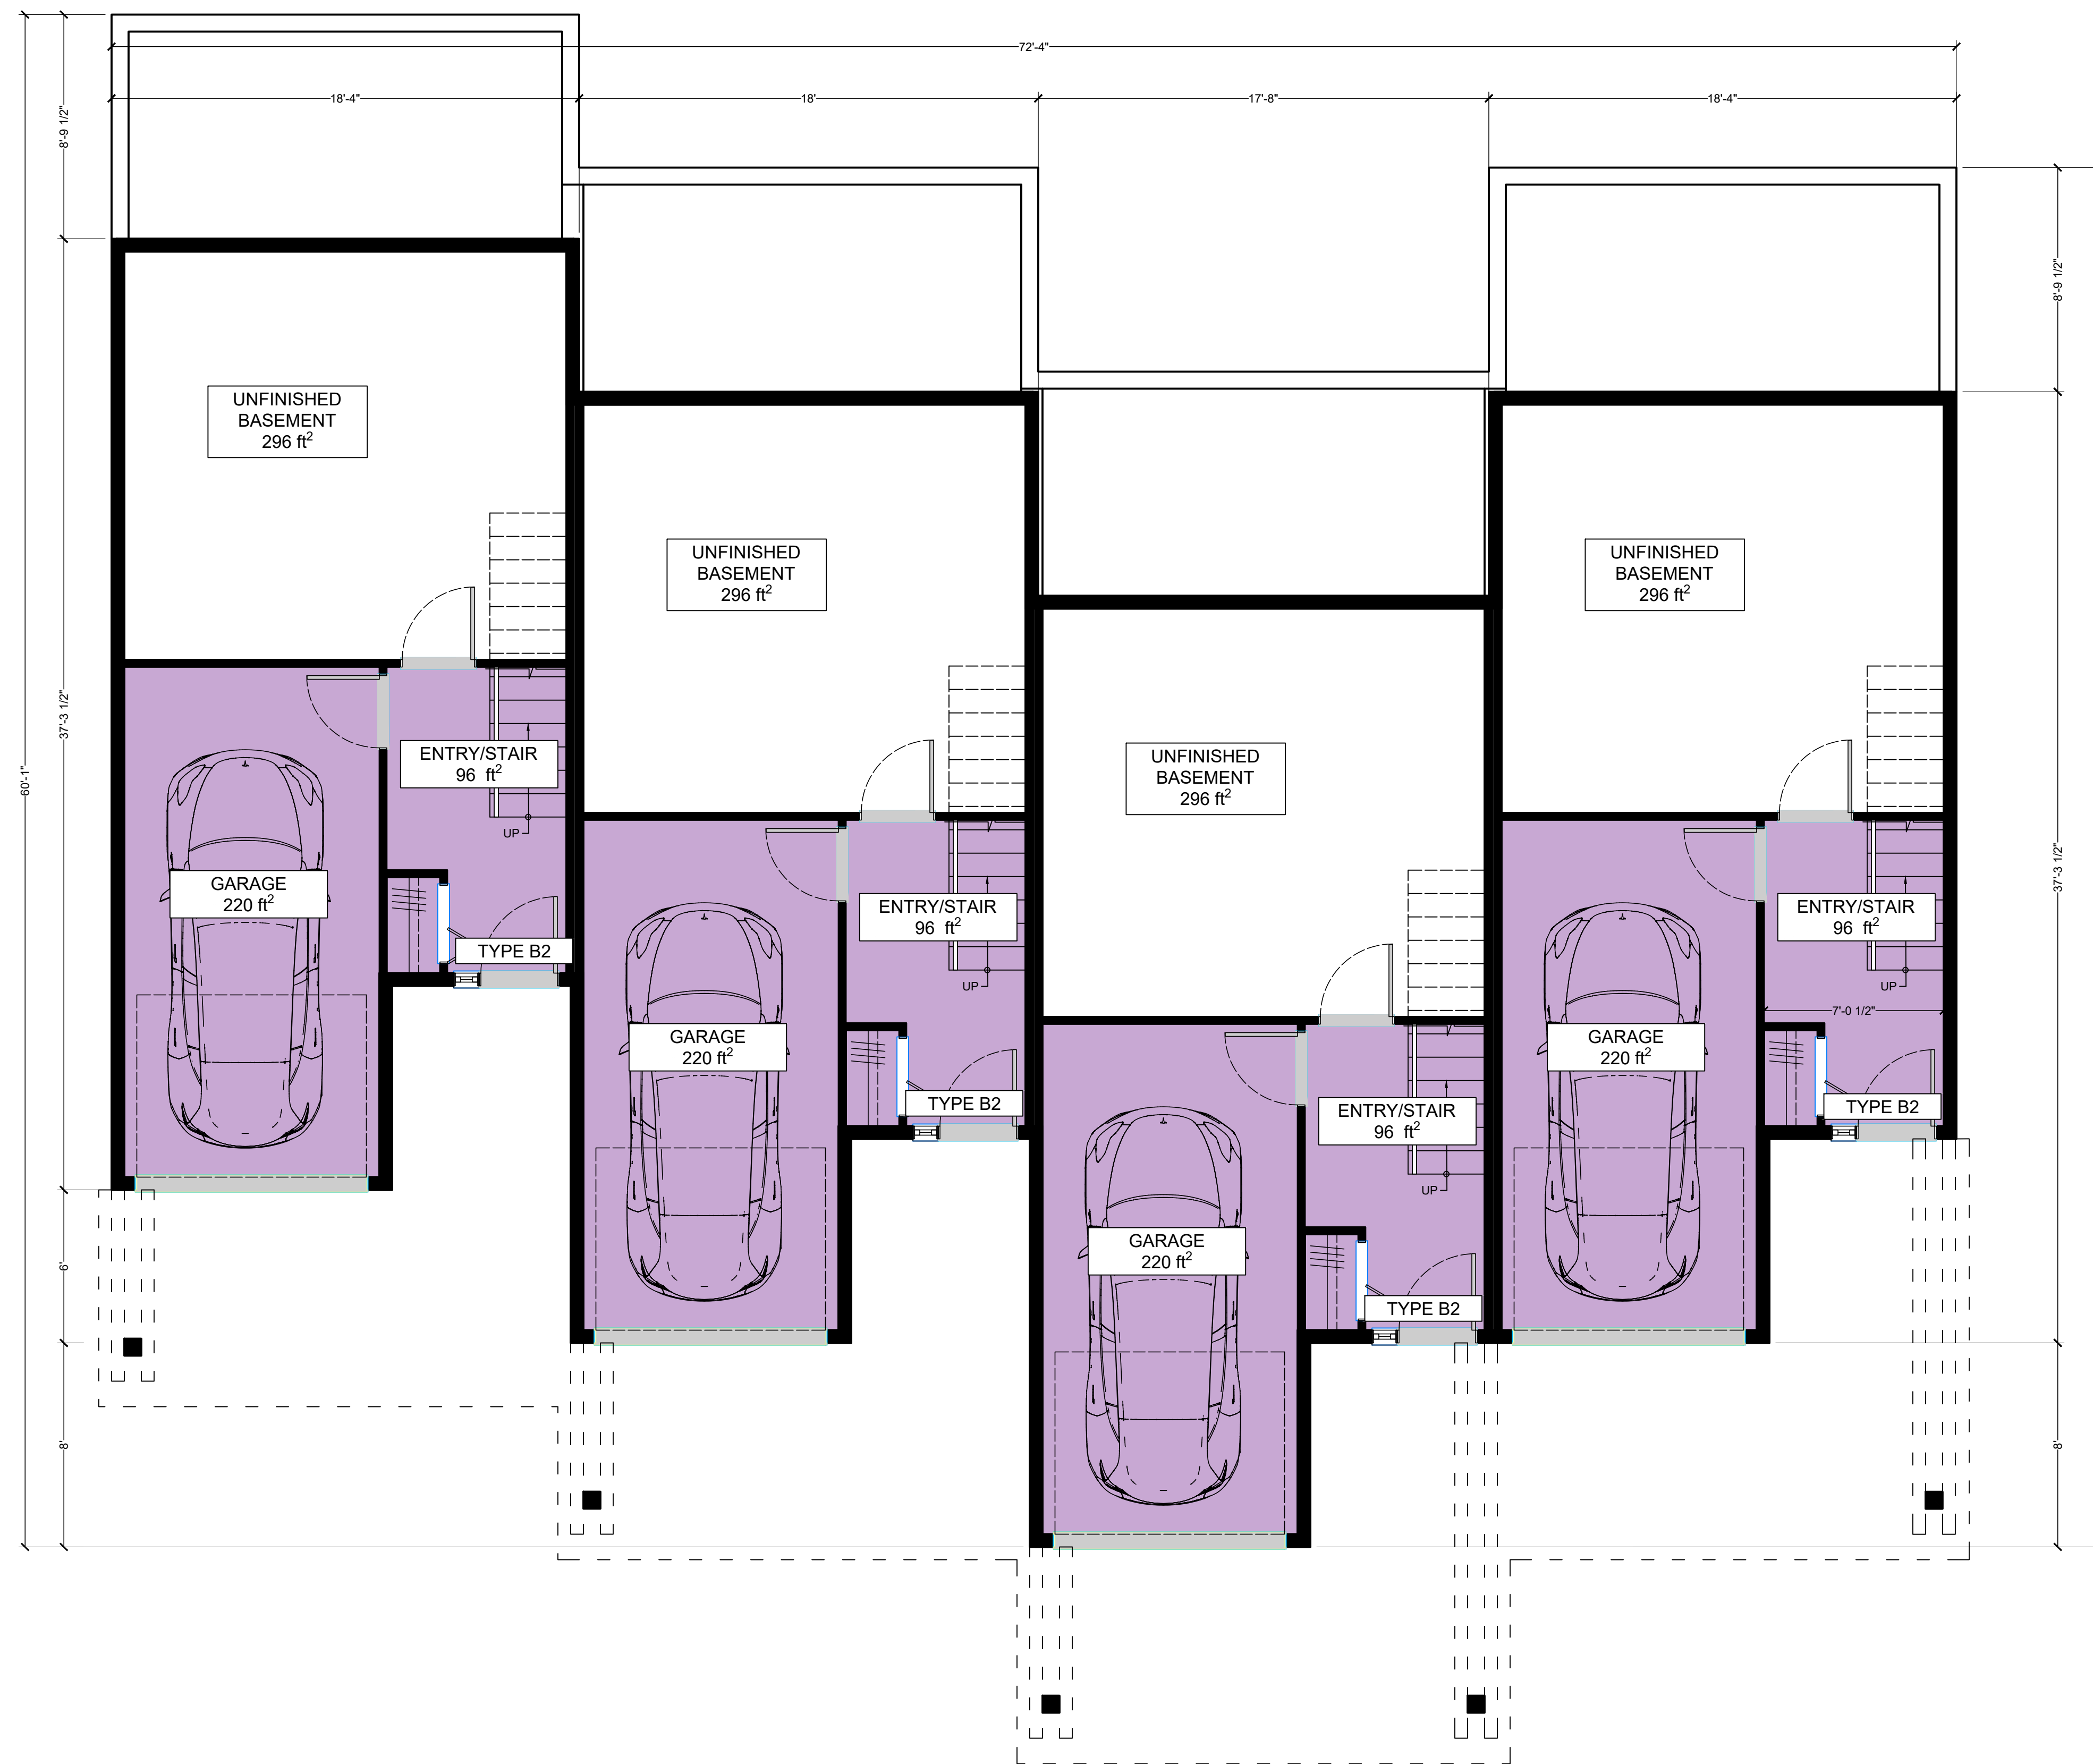 72'-4"
18'-4"
18'
17'-8"
18'-4"
8'-9 1/2"
37'-3 1/2"
60'-1"
6'
8'
8'-9 1/2"
37'-3 1/2"
8'
UNFINISHED
BASEMENT
296 ft²
ENTRY/STAIR
96 ft²
UP
GARAGE
220 ft²
TYPE B2
UNFINISHED
BASEMENT
296 ft²
ENTRY/STAIR
96 ft²
UP
GARAGE
220 ft²
TYPE B2
UNFINISHED
BASEMENT
296 ft²
ENTRY/STAIR
96 ft²
UP
GARAGE
220 ft²
TYPE B2
UNFINISHED
BASEMENT
296 ft²
ENTRY/STAIR
96 ft²
UP
7'-0 1/2"
GARAGE
220 ft²
TYPE B2